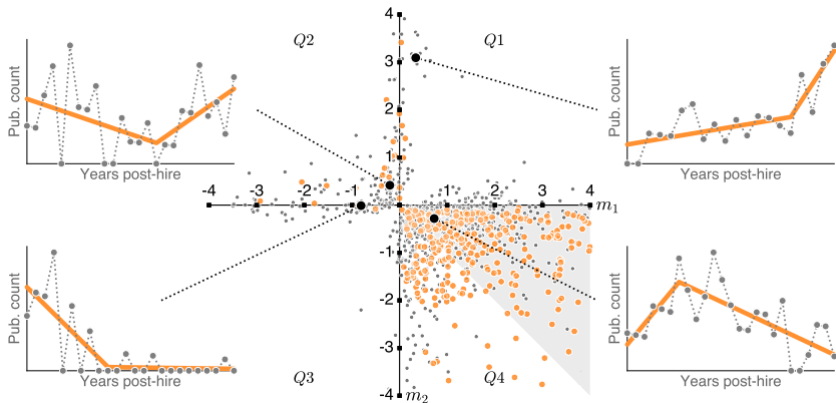 4
Q2
Q1
3
2
1
Pub. count
Years post-hire
Pub. count
Years post-hire
-4
-3
-2
-1
1
2
3
4
m1
-1
-2
-3
-4
m2
Pub. count
Years post-hire
Q3
Q4
Pub. count
Years post-hire